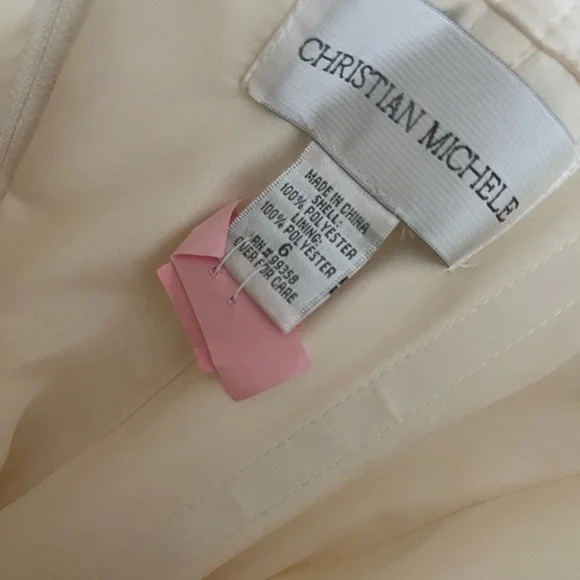 CHRISTIAN MICHELE
MADE IN CHINA
SHELL:
100% POLYESTER
LINING:
100% POLYESTER
6
RN# 99358
OVER FOR CARE